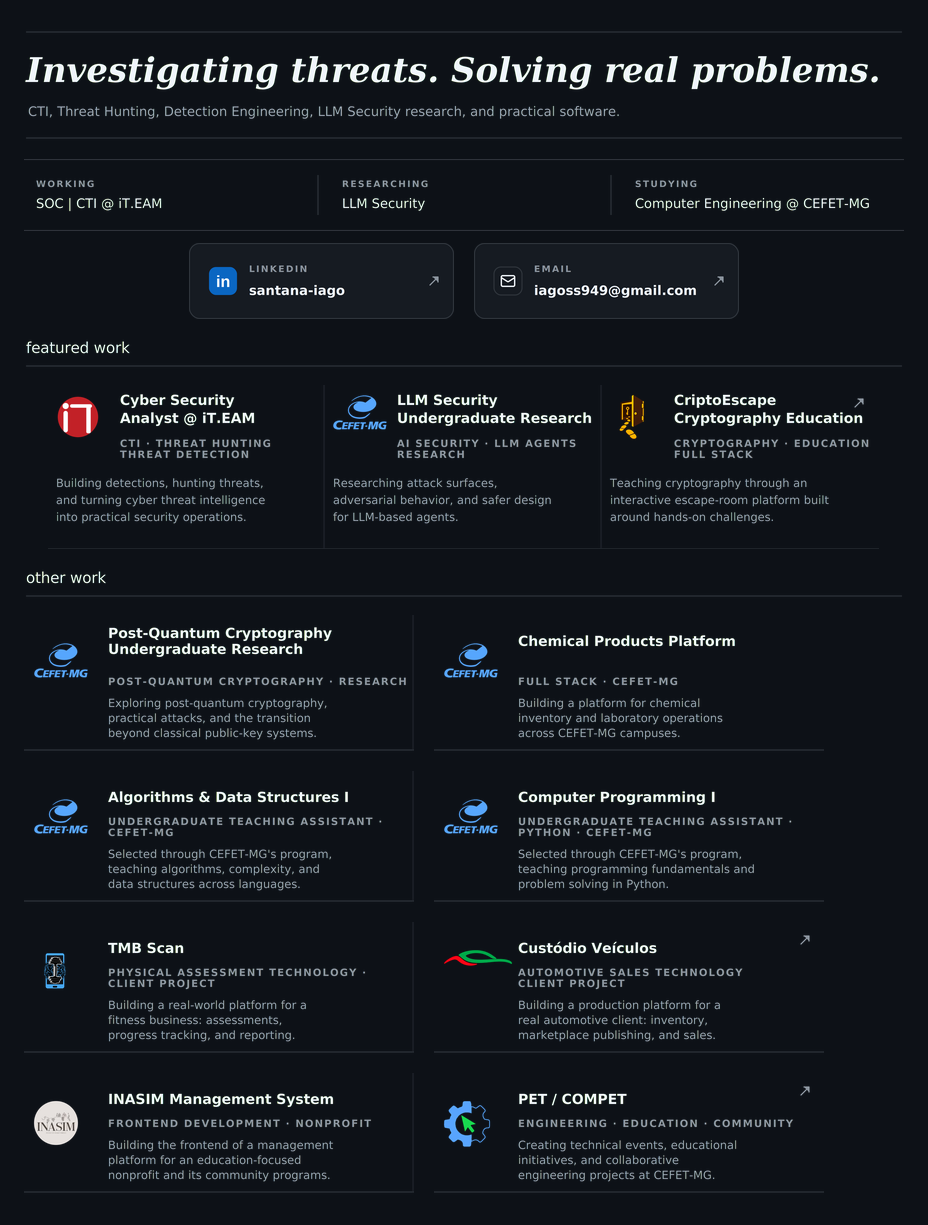 Investigating threats. Solving real problems.
CTI, Threat Hunting, Detection Engineering, LLM Security research, and practical software.
WORKING
SOC | CTI @ iT.EAM
RESEARCHING
LLM Security
STUDYING
Computer Engineering @ CEFET-MG
in
LINKEDIN
santana-iago
↗
EMAIL
iagoss949@gmail.com
↗
featured work
iT
Cyber Security
Analyst @ iT.EAM
CTI · THREAT HUNTING
THREAT DETECTION
Building detections, hunting threats,
and turning cyber threat intelligence
into practical security operations.
CEFET-MG
LLM Security
Undergraduate Research
AI SECURITY · LLM AGENTS
RESEARCH
Researching attack surfaces,
adversarial behavior, and safer design
for LLM-based agents.
CriptoEscape
Cryptography Education
↗
CRYPTOGRAPHY · EDUCATION
FULL STACK
Teaching cryptography through an
interactive escape-room platform built
around hands-on challenges.
other work
CEFET-MG
Post-Quantum Cryptography
Undergraduate Research
POST-QUANTUM CRYPTOGRAPHY · RESEARCH
Exploring post-quantum cryptography,
practical attacks, and the transition
beyond classical public-key systems.
CEFET-MG
Chemical Products Platform
FULL STACK · CEFET-MG
Building a platform for chemical
inventory and laboratory operations
across CEFET-MG campuses.
CEFET-MG
Algorithms & Data Structures I
UNDERGRADUATE TEACHING ASSISTANT ·
CEFET-MG
Selected through CEFET-MG's program,
teaching algorithms, complexity, and
data structures across languages.
CEFET-MG
Computer Programming I
UNDERGRADUATE TEACHING ASSISTANT ·
PYTHON · CEFET-MG
Selected through CEFET-MG's program,
teaching programming fundamentals and
problem solving in Python.
TMB Scan
PHYSICAL ASSESSMENT TECHNOLOGY ·
CLIENT PROJECT
Building a real-world platform for a
fitness business: assessments,
progress tracking, and reporting.
Custódio Veículos
↗
AUTOMOTIVE SALES TECHNOLOGY
CLIENT PROJECT
Building a production platform for a
real automotive client: inventory,
marketplace publishing, and sales.
INASIM
INASIM Management System
FRONTEND DEVELOPMENT · NONPROFIT
Building the frontend of a management
platform for an education-focused
nonprofit and its community programs.
PET / COMPET
↗
ENGINEERING · EDUCATION · COMMUNITY
Creating technical events, educational
initiatives, and collaborative
engineering projects at CEFET-MG.